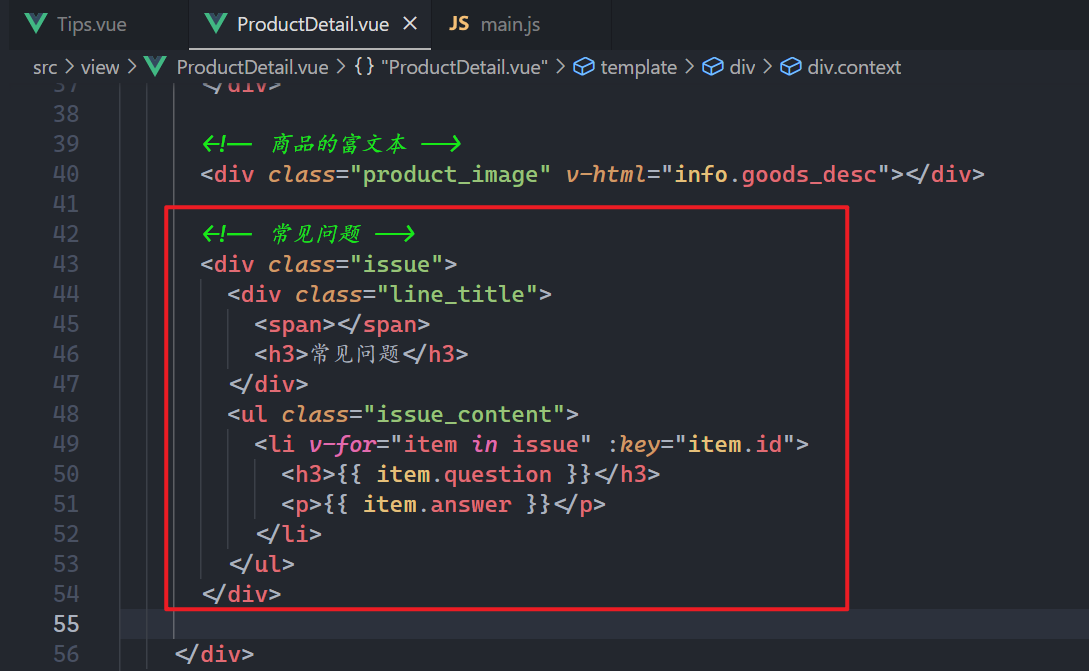 Tips.vue
ProductDetail.vue
JS main.js
src > view > ProductDetail.vue > {} "ProductDetail.vue" > template > div > div.context
37 </div>
38
39 <!-- 商品的富文本 -->
40 <div class="product_image" v-html="info.goods_desc"></div>
41
42 <!-- 常见问题 -->
43 <div class="issue">
44 <div class="line_title">
45 <span></span>
46 <h3>常见问题</h3>
47 </div>
48 <ul class="issue_content">
49 <li v-for="item in issue" :key="item.id">
50 <h3>{{ item.question }}</h3>
51 <p>{{ item.answer }}</p>
52 </li>
53 </ul>
54 </div>
55
56 </div>